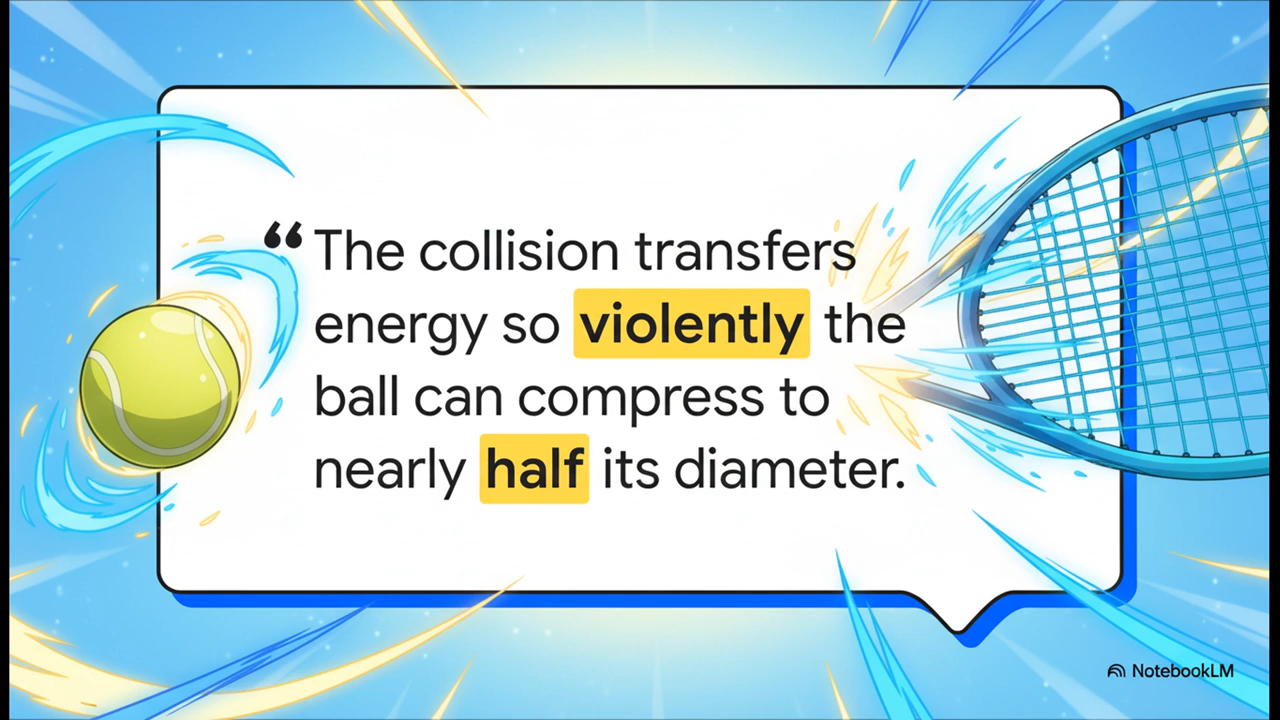 “The collision transfers
energy so violently the
ball can compress to
nearly half its diameter.
NotebookLM